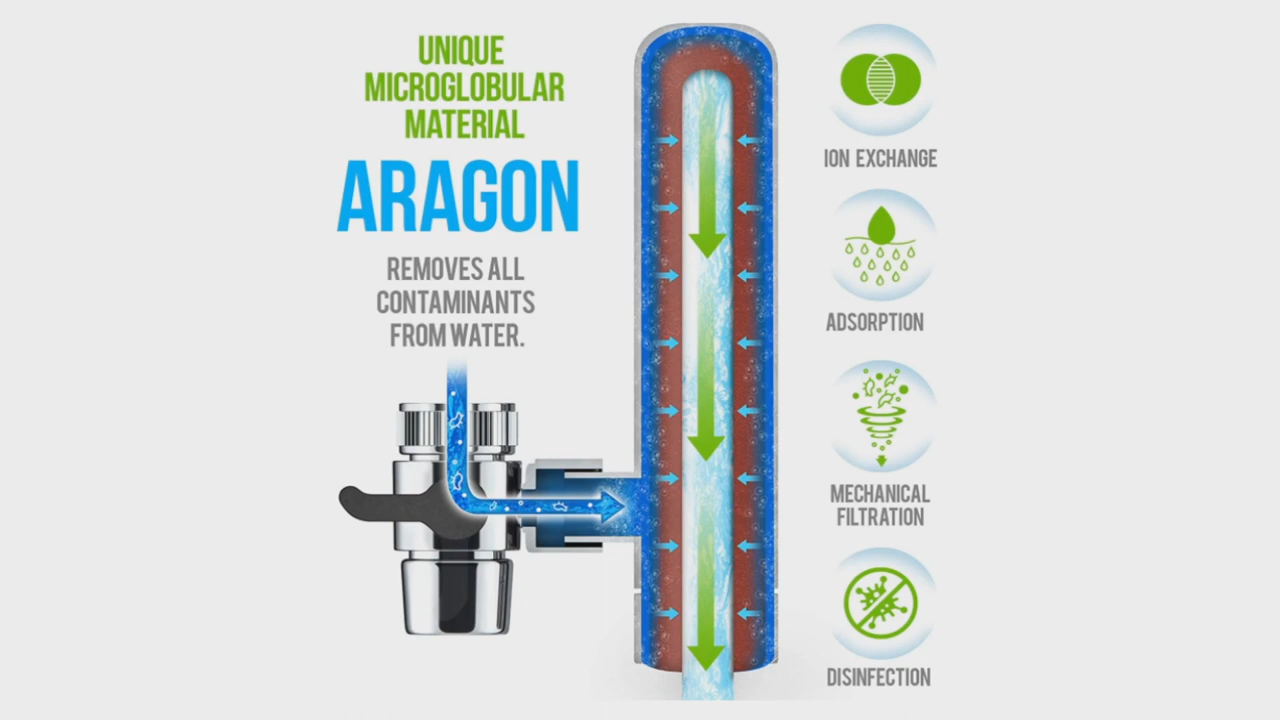 UNIQUE
MICROGLOBULAR
MATERIAL
ARAGON
REMOVES ALL
CONTAMINANTS
FROM WATER.
ION EXCHANGE
ADSORPTION
MECHANICAL
FILTRATION
DISINFECTION